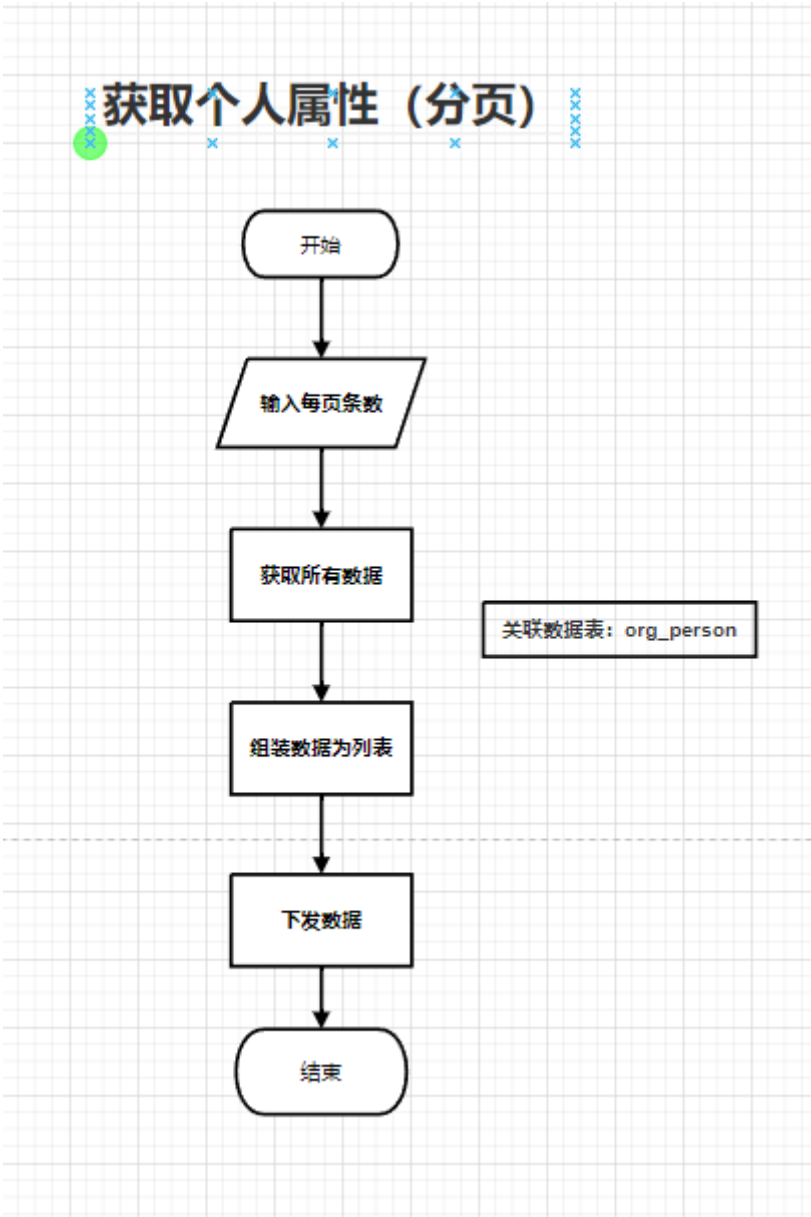 获取个人属性（分页）
开始
输入每页条数
获取所有数据
关联数据表：org_person
组装数据为列表
下发数据
结束